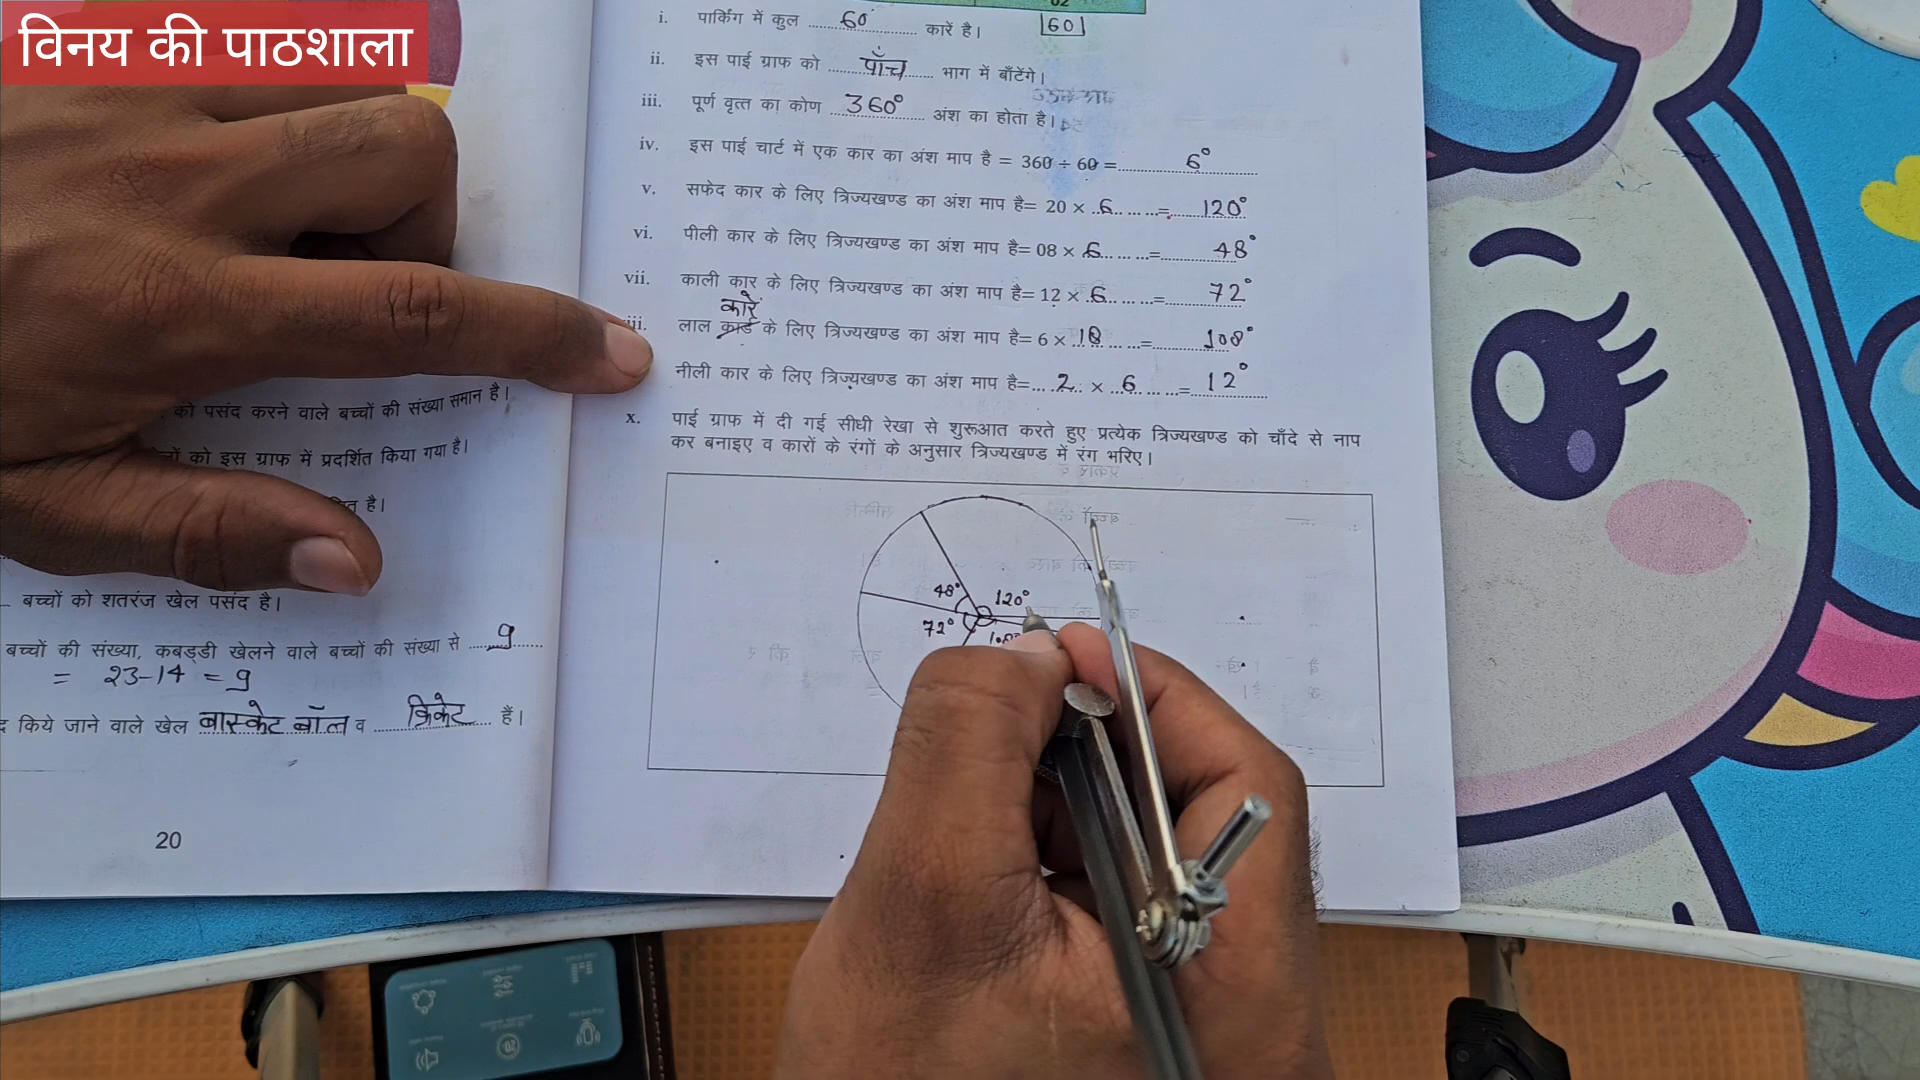 विनय की पाठशाला
02
i. पार्किंग में कुल 60 कारें है। 60
ii. इस पाई ग्राफ को पाँच भाग में बाँटेंगे।
iii. पूर्ण वृत्त का कोण 360° अंश का होता है।
iv. इस पाई चार्ट में एक कार का अंश माप है = 360 ÷ 60 = 6°
v. सफेद कार के लिए त्रिज्यखण्ड का अंश माप है= 20 × 6 = 120°
vi. पीली कार के लिए त्रिज्यखण्ड का अंश माप है= 08 × 6 = 48°
vii. काली कार के लिए त्रिज्यखण्ड का अंश माप है= 12 × 6 = 72°
कारें
iii. लाल कार्ड के लिए त्रिज्यखण्ड का अंश माप है= 6 × 18 = 108°
नीली कार के लिए त्रिज्यखण्ड का अंश माप है= 2 × 6 = 12°
x. पाई ग्राफ में दी गई सीधी रेखा से शुरूआत करते हुए प्रत्येक त्रिज्यखण्ड को चाँदे से नाप
कर बनाइए व कारों के रंगों के अनुसार त्रिज्यखण्ड में रंग भरिए।
48° 120°
72°
को पसंद करने वाले बच्चों की संख्या समान है।
को इस ग्राफ में प्रदर्शित किया गया है।
है।
बच्चों को शतरंज खेल पसंद है।
बच्चों की संख्या, कबड्डी खेलने वाले बच्चों की संख्या से 9
= 23-14 = 9
किये जाने वाले खेल बास्केट बॉल व क्रिकेट हैं।
20